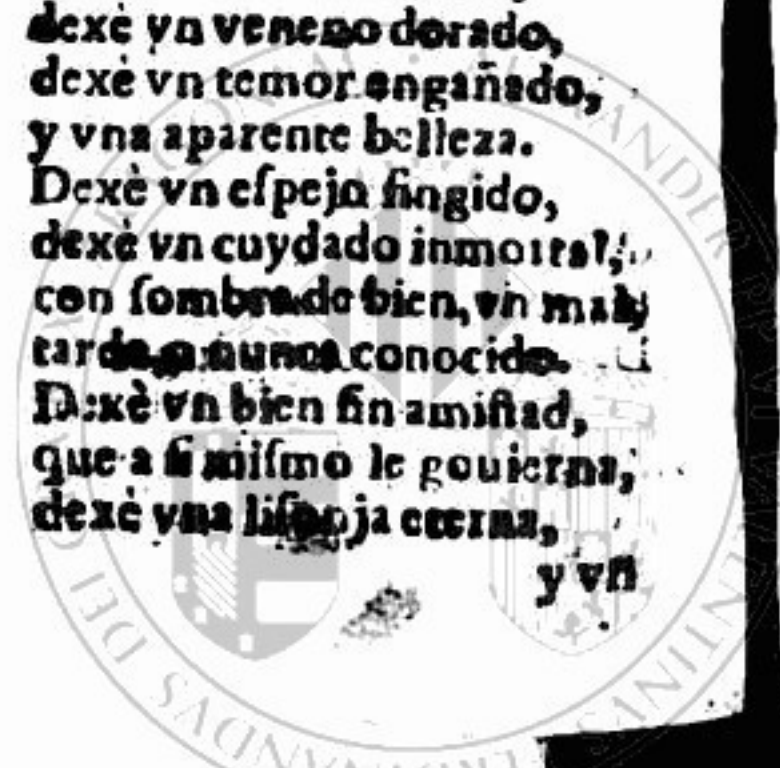 dexè vn veneno dorado,
dexè vn temor engañado,
y vna aparente belleza.
Dexè vn eſpejo fingido,
dexè vn cuydado inmortal,
con ſombra de bien, vn mal,
tarde, o nunca conocido.
Dexè vn bien ſin amiſtad,
que a ſi miſmo le gouierna,
dexè vna liſonja eterna,
y vn